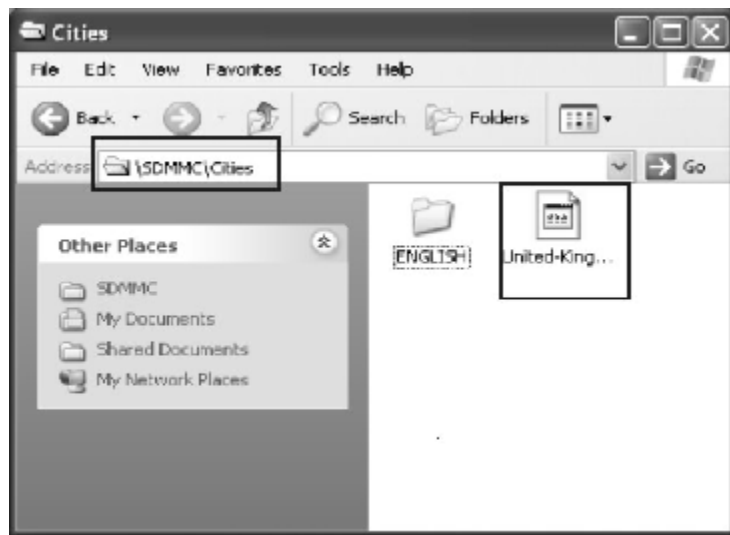 Cities
File Edit View Favorites Tools Help
Back Search Folders
Address \SDMMC\Cities Go
Other Places
SDMMC
My Documents
Shared Documents
My Network Places
ENGLISH
United-King...